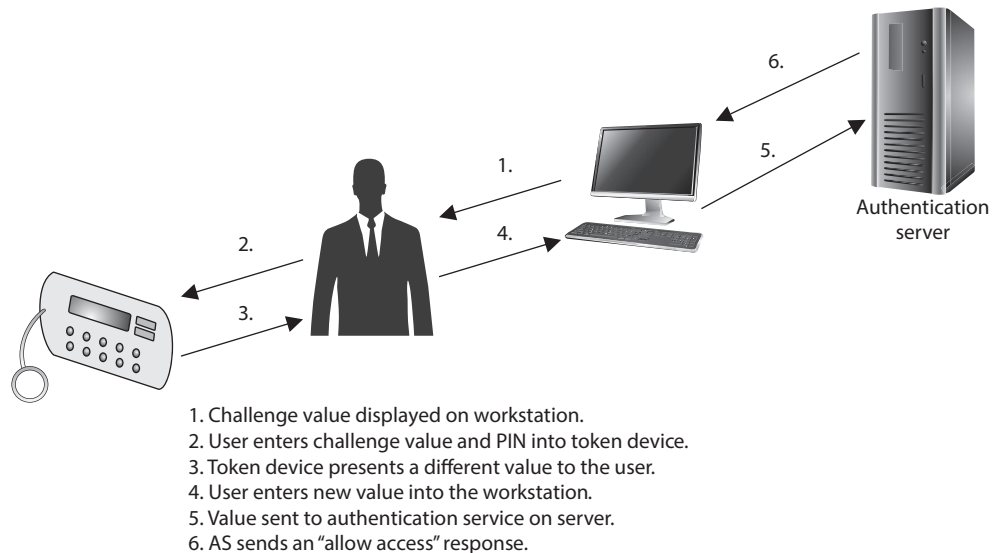 6.
5.
1.
4.
2.
3.
Authentication
server
1. Challenge value displayed on workstation.
2. User enters challenge value and PIN into token device.
3. Token device presents a different value to the user.
4. User enters new value into the workstation.
5. Value sent to authentication service on server.
6. AS sends an “allow access” response.